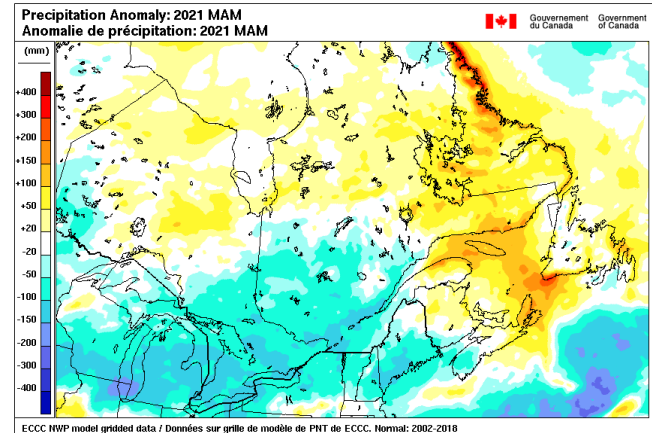 Precipitation Anomaly: 2021 MAM
Anomalie de précipitation: 2021 MAM
Gouvernement du Canada
Government of Canada
(mm)
+400
+300
+200
+150
+100
+50
+20
-20
-50
-100
-150
-200
-300
-400
ECCC NWP model gridded data / Données sur grille de modèle de PNT de ECCC. Normal: 2002-2018